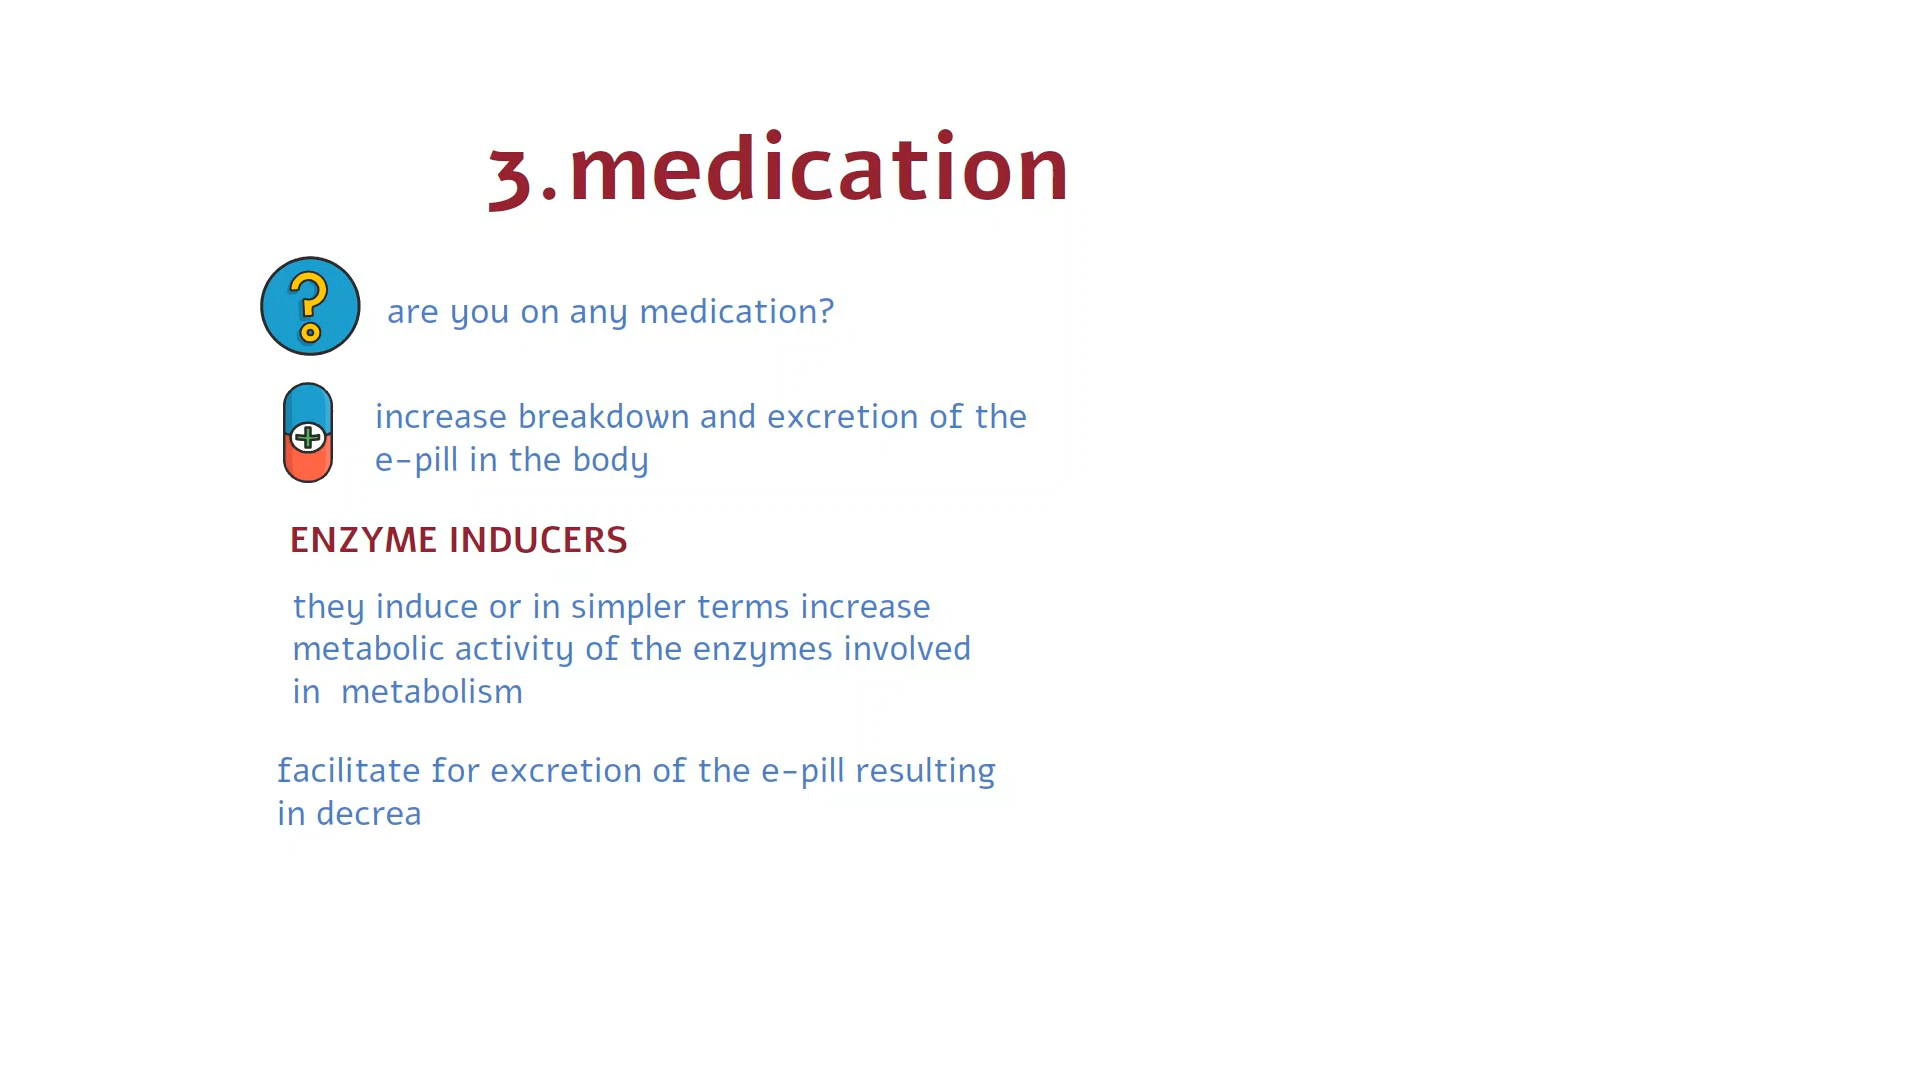 3.medication
are you on any medication?
increase breakdown and excretion of the
e-pill in the body
ENZYME INDUCERS
they induce or in simpler terms increase
metabolic activity of the enzymes involved
in  metabolism
facilitate for excretion of the e-pill resulting
in decrea